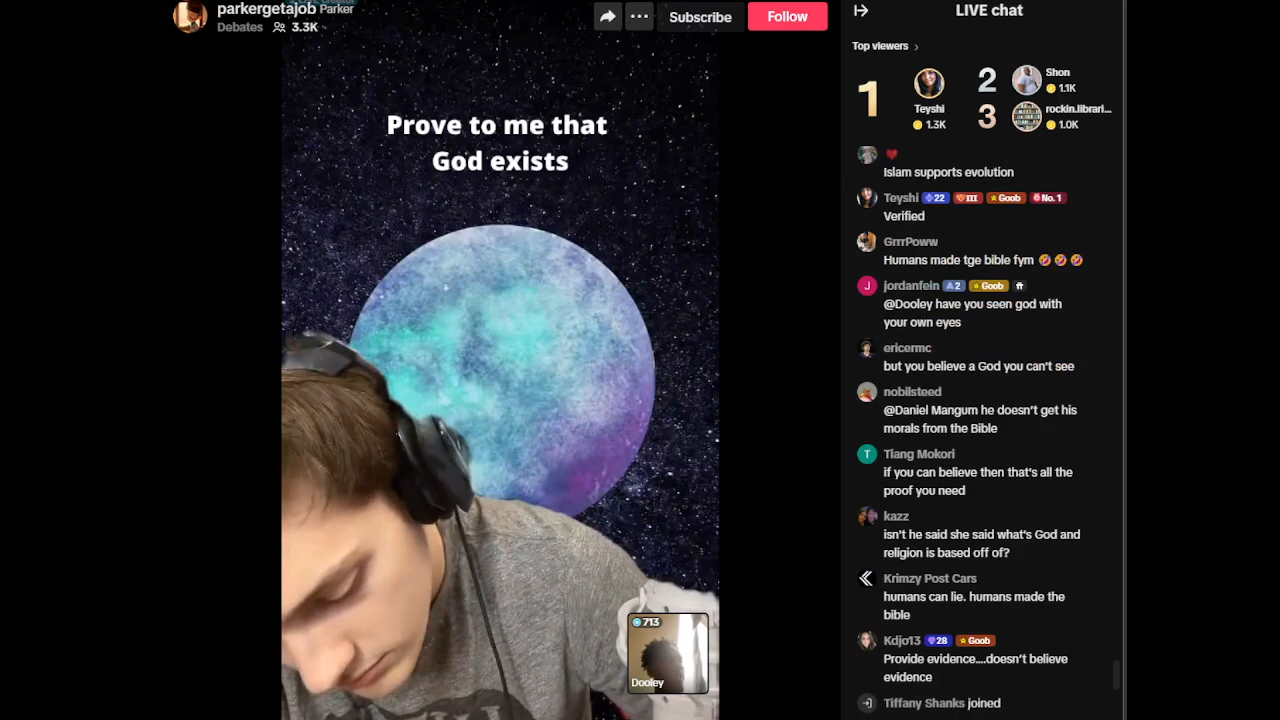 parkergetajob Parker
Debates 3.3K
Subscribe
Follow
Prove to me that
God exists
713
Dooley
LIVE chat
Top viewers
1
Teyshi
1.3K
2
Shon
1.1K
3
rockin.librari...
1.0K
Islam supports evolution
Teyshi 22 III Goob No. 1
Verified
GrrrPoww
Humans made tge bible fym 🤣 🤣 🤣
J jordanfein 2 Goob
@Dooley have you seen god with
your own eyes
ericermc
but you believe a God you can't see
nobilsteed
@Daniel Mangum he doesn't get his
morals from the Bible
T Tiang Mokori
if you can believe then that's all the
proof you need
kazz
isn't he said she said what's God and
religion is based off of?
Krimzy Post Cars
humans can lie. humans made the
bible
Kdjo13 28 Goob
Provide evidence....doesn't believe
evidence
Tiffany Shanks joined